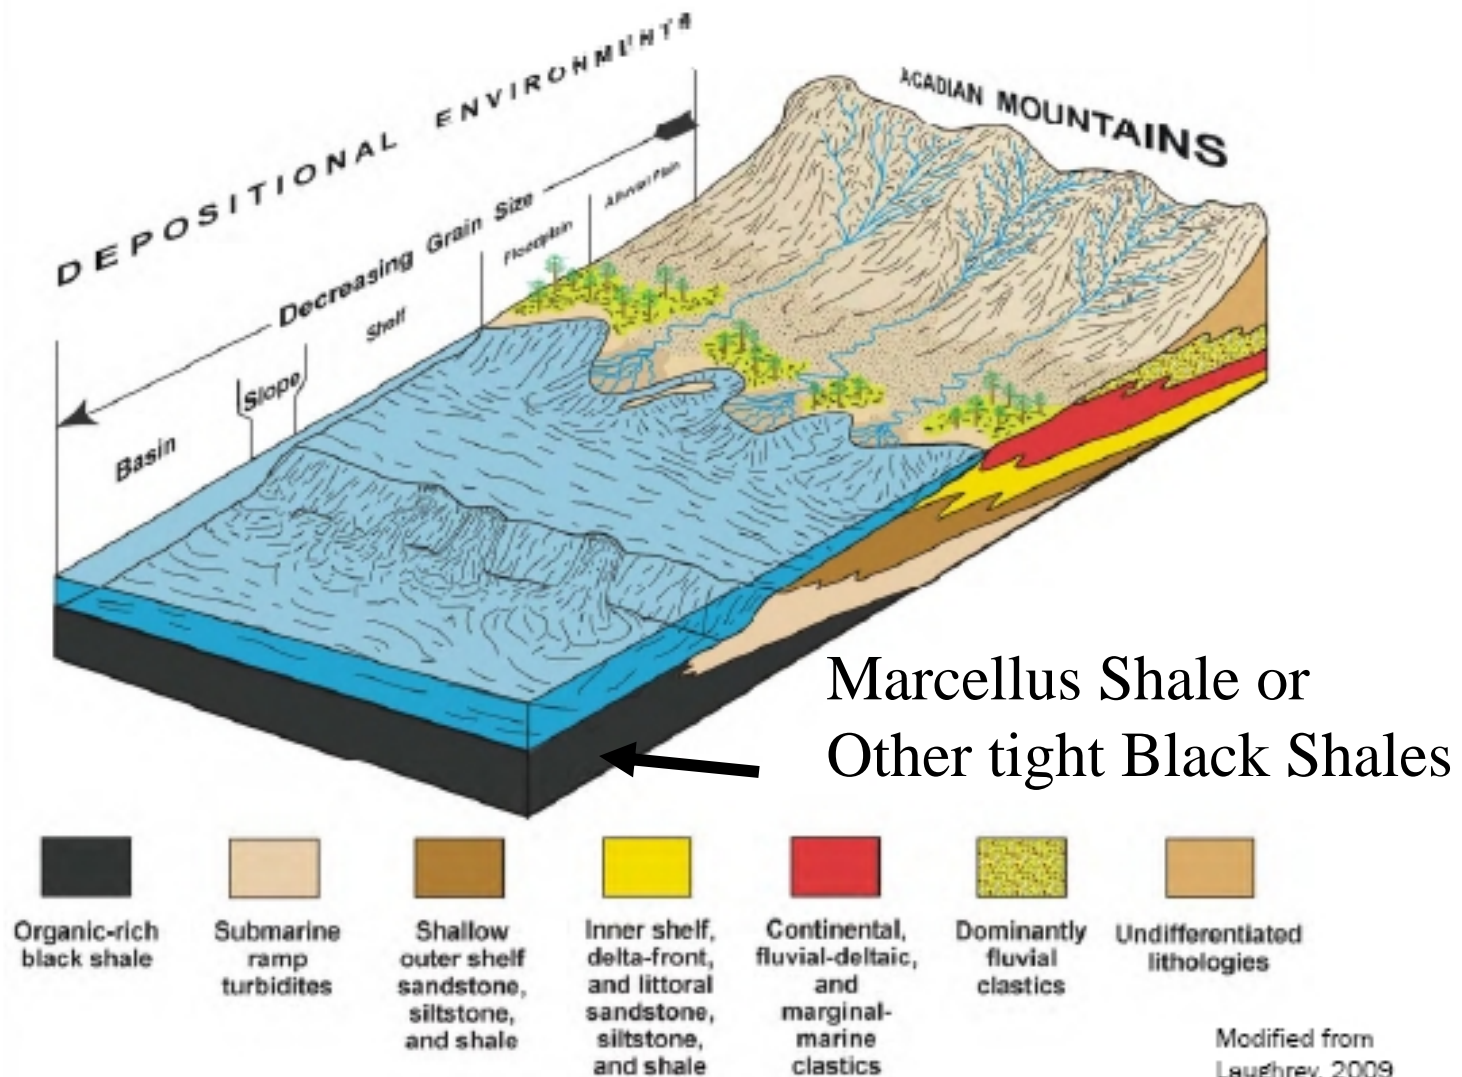 DEPOSITIONAL ENVIRONMENTS
ACADIAN MOUNTAINS
Decreasing Grain Size
Alluvial Plain
Floodplain
Shelf
Slope
Basin
Marcellus Shale or
Other tight Black Shales
Organic-rich
black shale
Submarine
ramp
turbidites
Shallow
outer shelf
sandstone,
siltstone,
and shale
Inner shelf,
delta-front,
and littoral
sandstone,
siltstone,
and shale
Continental,
fluvial-deltaic,
and
marginal-
marine
clastics
Dominantly
fluvial
clastics
Undifferentiated
lithologies
Modified from
Laughrey, 2009